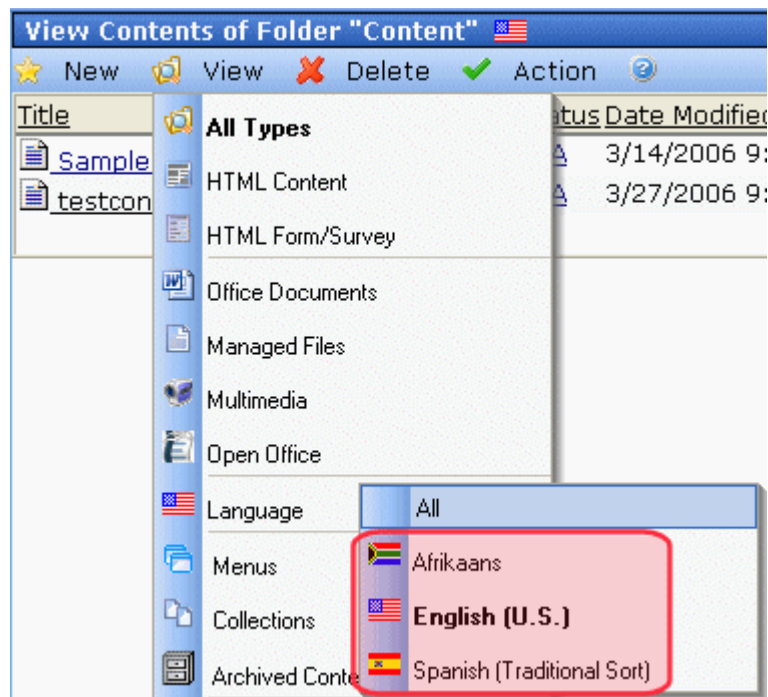 View Contents of Folder "Content"
New View Delete Action
Title tus Date Modified
All Types
Sample A 3/14/2006 9:
HTML Content
testcon A 3/27/2006 9:
HTML Form/Survey
Office Documents
Managed Files
Multimedia
Open Office
Language All
Afrikaans
Menus
English (U.S.)
Collections
Spanish (Traditional Sort)
Archived Conte